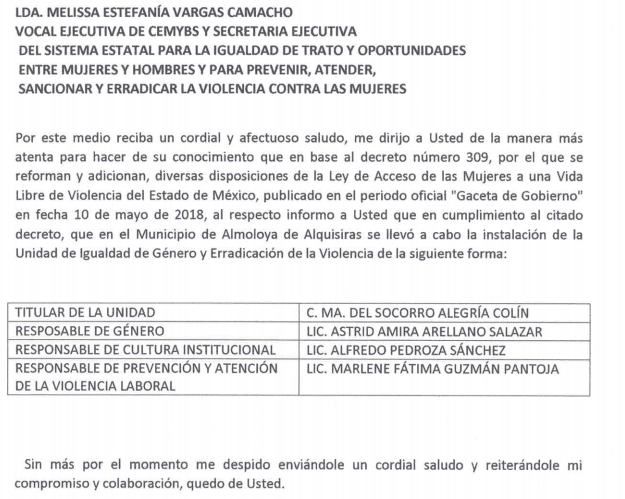 LDA. MELISSA ESTEFANÍA VARGAS CAMACHO
VOCAL EJECUTIVA DE CEMYBS Y SECRETARIA EJECUTIVA
DEL SISTEMA ESTATAL PARA LA IGUALDAD DE TRATO Y OPORTUNIDADES
ENTRE MUJERES Y HOMBRES Y PARA PREVENIR, ATENDER,
SANCIONAR Y ERRADICAR LA VIOLENCIA CONTRA LAS MUJERES
Por este medio reciba un cordial y afectuoso saludo, me dirijo a Usted de la manera más
atenta para hacer de su conocimiento que en base al decreto número 309, por el que se
reforman y adicionan, diversas disposiciones de la Ley de Acceso de las Mujeres a una Vida
Libre de Violencia del Estado de México, publicado en el periodo oficial "Gaceta de Gobierno"
en fecha 10 de mayo de 2018, al respecto informo a Usted que en cumplimiento al citado
decreto, que en el Municipio de Almoloya de Alquisiras se llevó a cabo la instalación de la
Unidad de Igualdad de Género y Erradicación de la Violencia de la siguiente forma:
TITULAR DE LA UNIDAD C. MA. DEL SOCORRO ALEGRÍA COLÍN
RESPOSABLE DE GÉNERO LIC. ASTRID AMIRA ARELLANO SALAZAR
RESPONSABLE DE CULTURA INSTITUCIONAL LIC. ALFREDO PEDROZA SÁNCHEZ
RESPONSABLE DE PREVENCIÓN Y ATENCIÓN LIC. MARLENE FÁTIMA GUZMÁN PANTOJA
DE LA VIOLENCIA LABORAL
Sin más por el momento me despido enviándole un cordial saludo y reiterándole mi
compromiso y colaboración, quedo de Usted.